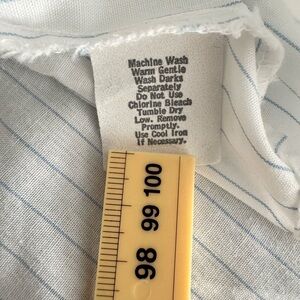 Machine Wash
Warm Gentle
Wash Darks
Separately
Do Not Use
Chlorine Bleach
Tumble Dry
Low. Remove
Promptly.
Use Cool Iron
If Necessary.
98 99 100